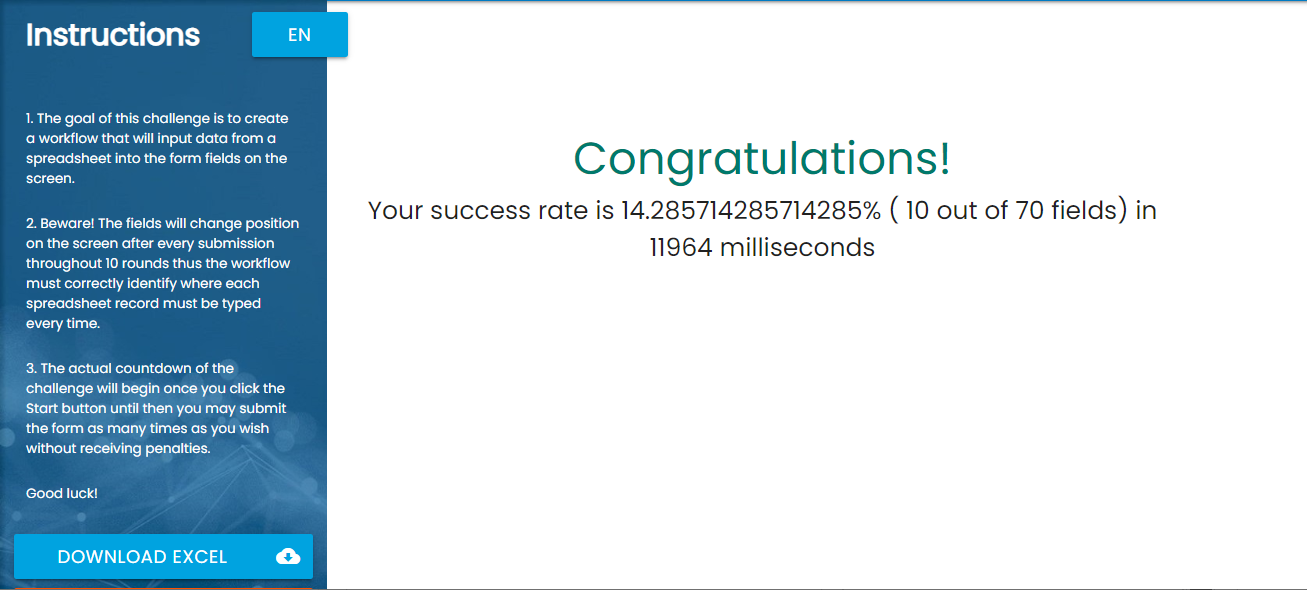 Instructions
EN
1. The goal of this challenge is to create
a workflow that will input data from a
spreadsheet into the form fields on the
screen.
2. Beware! The fields will change position
on the screen after every submission
throughout 10 rounds thus the workflow
must correctly identify where each
spreadsheet record must be typed
every time.
3. The actual countdown of the
challenge will begin once you click the
Start button until then you may submit
the form as many times as you wish
without receiving penalties.
Good luck!
DOWNLOAD EXCEL
Congratulations!
Your success rate is 14.285714285714285% ( 10 out of 70 fields) in
11964 milliseconds